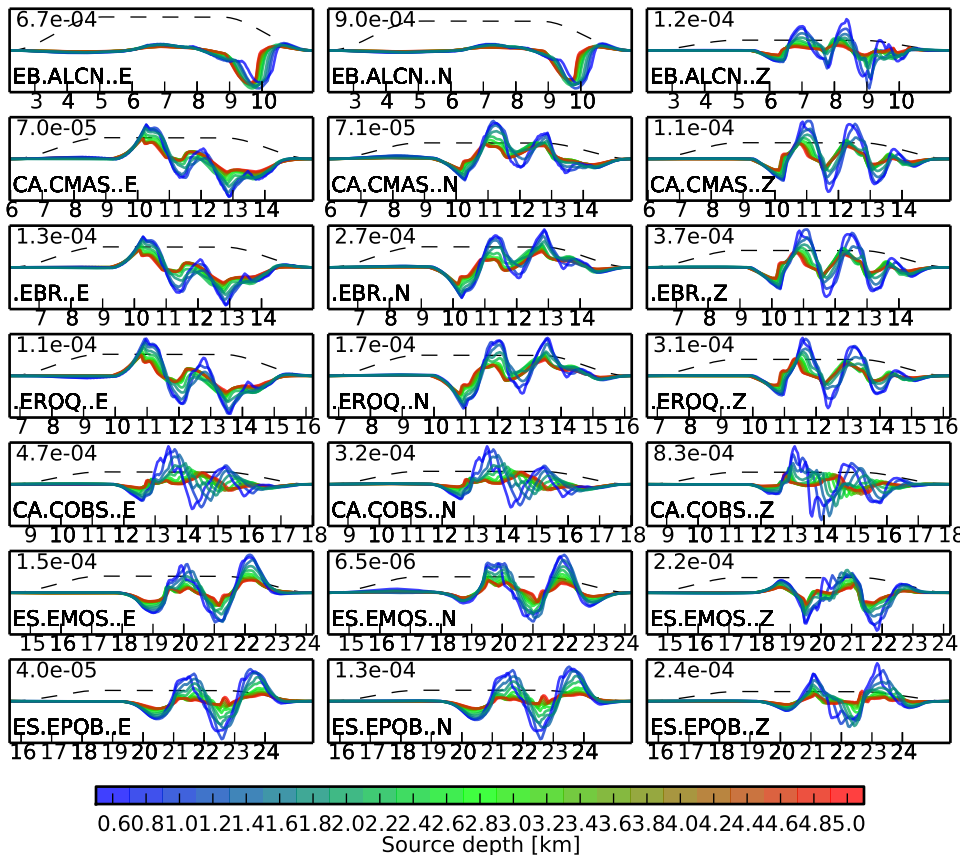 6.7e-04 9.0e-04 1.2e-04
EB.ALCN..E EB.ALCN..N EB.ALCN..Z
3 4 5 6 7 8 9 10 3 4 5 6 7 8 9 10 3 4 5 6 7 8 9 10
7.0e-05 7.1e-05 1.1e-04
CA.CMAS..E CA.CMAS..N CA.CMAS..Z
6 7 8 9 10 11 12 13 14 6 7 8 9 10 11 12 13 14 6 7 8 9 10 11 12 13 14
1.3e-04 2.7e-04 3.7e-04
.EBR..E .EBR..N .EBR..Z
7 8 9 10 11 12 13 14 7 8 9 10 11 12 13 14 7 8 9 10 11 12 13 14
1.1e-04 1.7e-04 3.1e-04
.EROQ..E .EROQ..N .EROQ..Z
7 8 9 10 11 12 13 14 15 16 7 8 9 10 11 12 13 14 15 16 7 8 9 10 11 12 13 14 15 16
4.7e-04 3.2e-04 8.3e-04
CA.COBS..E CA.COBS..N CA.COBS..Z
9 10 11 12 13 14 15 16 17 18 9 10 11 12 13 14 15 16 17 18 9 10 11 12 13 14 15 16 17 18
1.5e-04 6.5e-06 2.2e-04
ES.EMOS..E ES.EMOS..N ES.EMOS..Z
15 16 17 18 19 20 21 22 23 24 15 16 17 18 19 20 21 22 23 24 15 16 17 18 19 20 21 22 23 24
4.0e-05 1.3e-04 2.4e-04
ES.EPOB..E ES.EPOB..N ES.EPOB..Z
16 17 18 19 20 21 22 23 24 16 17 18 19 20 21 22 23 24 16 17 18 19 20 21 22 23 24
0.60.81.01.21.41.61.82.02.22.42.62.83.03.23.43.63.84.04.24.44.64.85.0
Source depth [km]